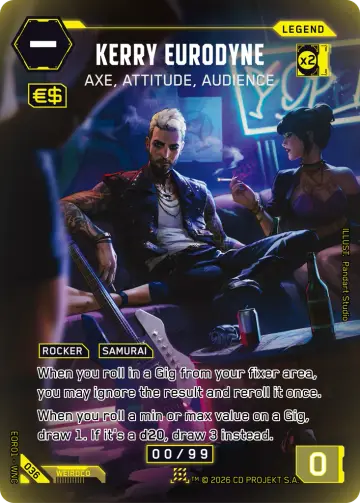 LEGEND
KERRY EURODYNE
x2
AXE, ATTITUDE, AUDIENCE
€$
ILLUST. Pandart Studio
ROCKER SAMURAI
When you roll in a Gig from your fixer area,
you may ignore the result and reroll it once.
When you roll a min or max value on a Gig,
draw 1. If it's a d20, draw 3 instead.
00/99
036
WEIRDCO
™ © 2026 CD PROJEKT S.A.
0